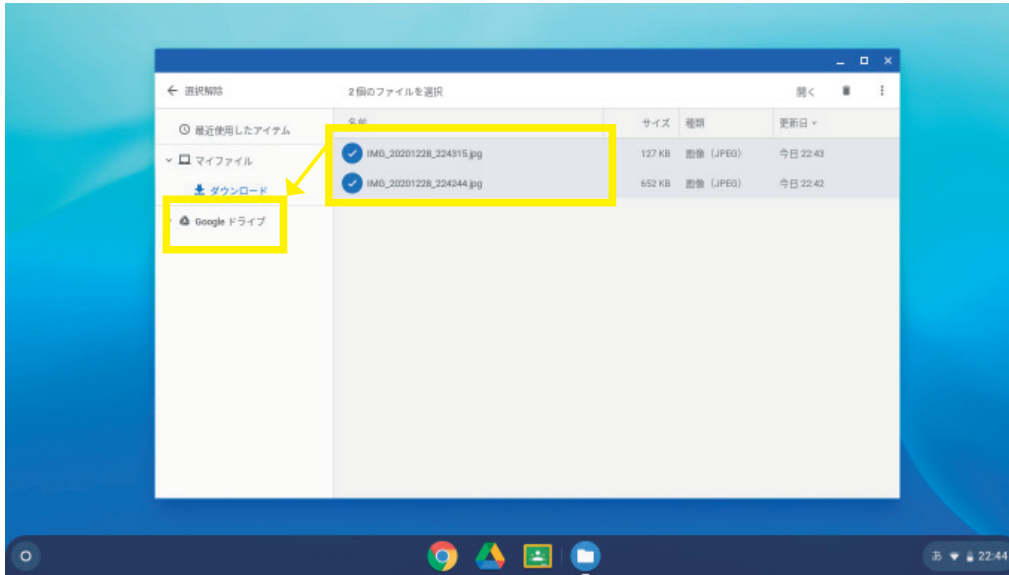 選択解除
2個のファイルを選択
開く
最近使用したアイテム
名前
サイズ
種類
更新日
マイファイル
IMG_20201228_224315.jpg
127 KB
画像 (JPEG)
今日 22:43
ダウンロード
IMG_20201228_224244.jpg
652 KB
画像 (JPEG)
今日 22:42
Google ドライブ
あ
22:44